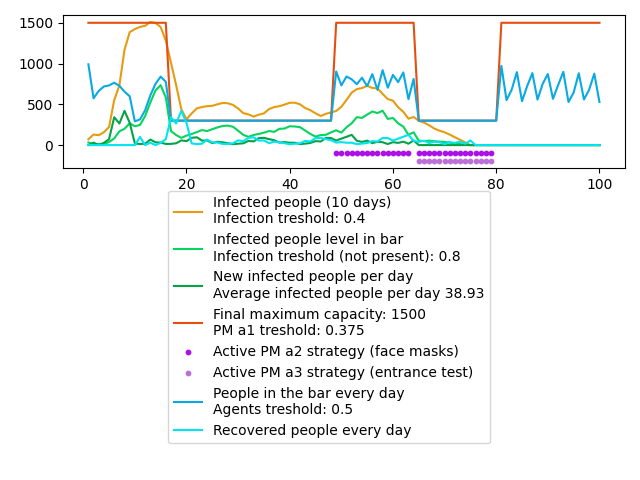 1500
1000
500
0
0
20
40
60
80
100
Infected people (10 days)
Infection treshold: 0.4
Infected people level in bar
Infection treshold (not present): 0.8
New infected people per day
Average infected people per day 38.93
Final maximum capacity: 1500
PM a1 treshold: 0.375
Active PM a2 strategy (face masks)
Active PM a3 strategy (entrance test)
People in the bar every day
Agents treshold: 0.5
Recovered people every day